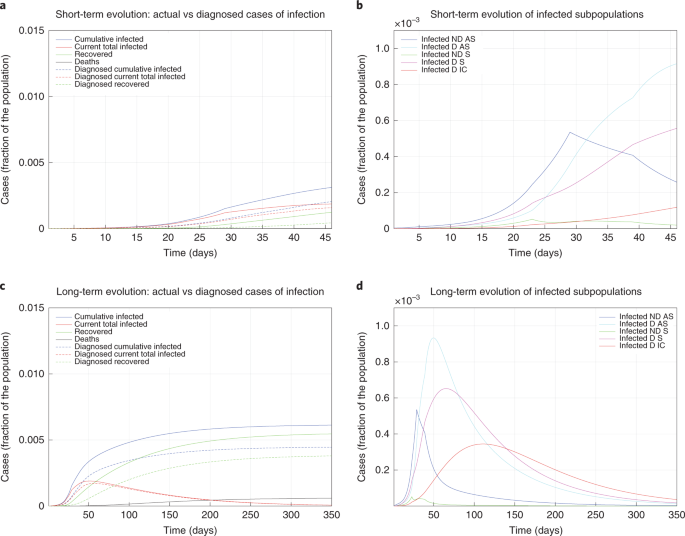 a
Short-term evolution: actual vs diagnosed cases of infection
0.015
0.010
0.005
0
Cases (fraction of the population)
Cumulative infected
Current total infected
Recovered
Deaths
Diagnosed cumulative infected
Diagnosed current total infected
Diagnosed recovered
5 10 15 20 25 30 35 40 45
Time (days)
b
Short-term evolution of infected subpopulations
×10⁻³
1.0
0.8
0.6
0.4
0.2
Cases (fraction of the population)
Infected ND AS
Infected D AS
Infected ND S
Infected D S
Infected D IC
5 10 15 20 25 30 35 40 45
Time (days)
c
Long-term evolution: actual vs diagnosed cases of infection
0.015
0.010
0.005
0
Cases (fraction of the population)
Cumulative infected
Current total infected
Recovered
Deaths
Diagnosed cumulative infected
Diagnosed current total infected
Diagnosed recovered
50 100 150 200 250 300 350
Time (days)
d
Long-term evolution of infected subpopulations
×10⁻³
1.0
0.8
0.6
0.4
0.2
Cases (fraction of the population)
Infected ND AS
Infected D AS
Infected ND S
Infected D S
Infected D IC
50 100 150 200 250 300 350
Time (days)